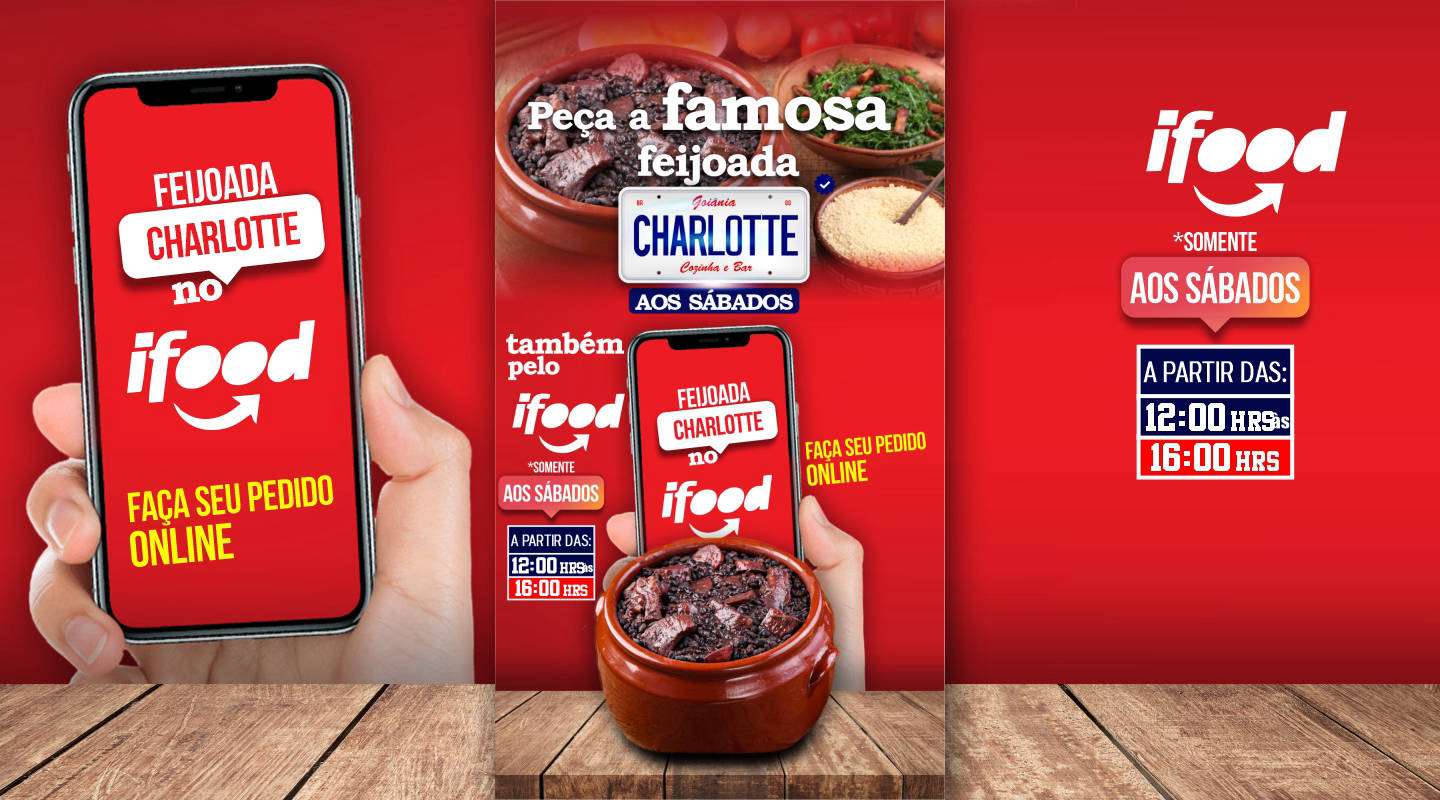 FEIJOADA
CHARLOTTE
no
ifood
FAÇA SEU PEDIDO
ONLINE
Peça a famosa
feijoada
BR Goiânia GO
CHARLOTTE
Cozinha e Bar
AOS SÁBADOS
também
pelo
ifood
*SOMENTE
AOS SÁBADOS
A PARTIR DAS:
12:00 HRS às
16:00 HRS
FEIJOADA
CHARLOTTE
no
ifood
FAÇA SEU PEDIDO
ONLINE
ifood
*SOMENTE
AOS SÁBADOS
A PARTIR DAS:
12:00 HRS às
16:00 HRS